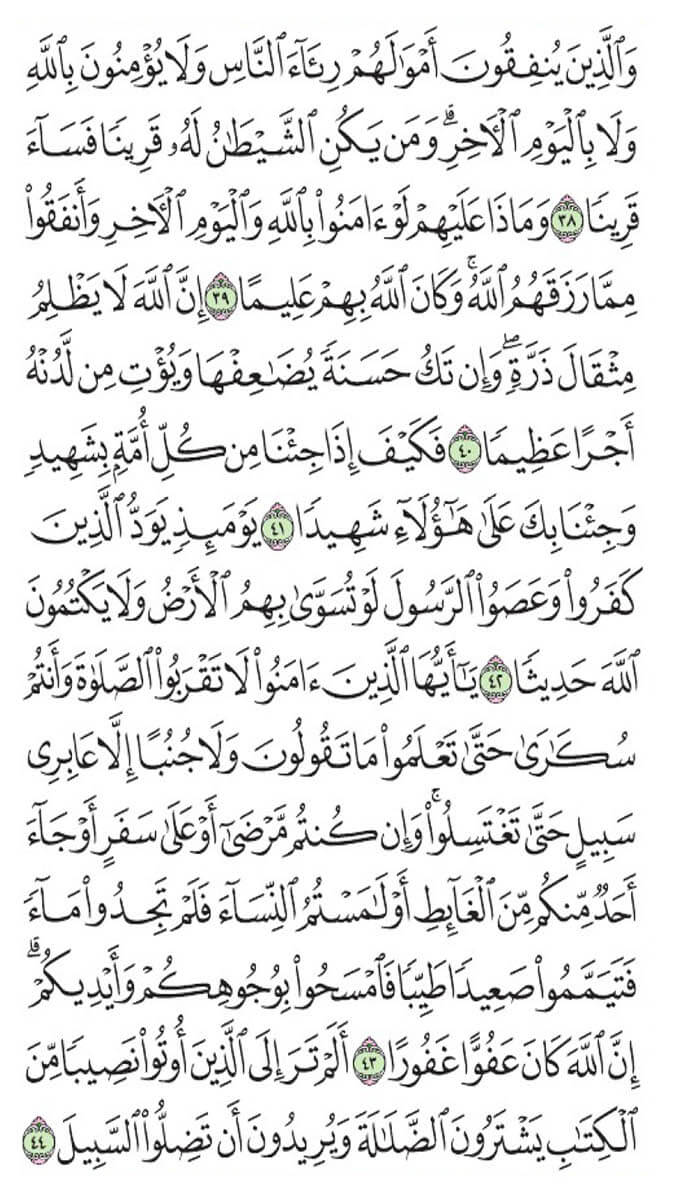 وَٱلَّذِينَ يُنفِقُونَ أَمْوَٰلَهُمْ رِئَآءَ ٱلنَّاسِ وَلَا يُؤْمِنُونَ بِٱللَّهِ
وَلَا بِٱلْيَوْمِ ٱلْـَٔاخِرِ ۗ وَمَن يَكُنِ ٱلشَّيْطَـٰنُ لَهُۥ قَرِينًا فَسَآءَ
قَرِينًا ٣٨ وَمَاذَا عَلَيْهِمْ لَوْ ءَامَنُوا۟ بِٱللَّهِ وَٱلْيَوْمِ ٱلْـَٔاخِرِ وَأَنفَقُوا۟
مِمَّا رَزَقَهُمُ ٱللَّهُ ۚ وَكَانَ ٱللَّهُ بِهِمْ عَلِيمًا ٣٩ إِنَّ ٱللَّهَ لَا يَظْلِمُ
مِثْقَالَ ذَرَّةٍ ۖ وَإِن تَكُ حَسَنَةً يُضَـٰعِفْهَا وَيُؤْتِ مِن لَّدُنْهُ
أَجْرًا عَظِيمًا ٤٠ فَكَيْفَ إِذَا جِئْنَا مِن كُلِّ أُمَّةٍۭ بِشَهِيدٍ
وَجِئْنَا بِكَ عَلَىٰ هَـٰٓؤُلَآءِ شَهِيدًا ٤١ يَوْمَئِذٍ يَوَدُّ ٱلَّذِينَ
كَفَرُوا۟ وَعَصَوُا۟ ٱلرَّسُولَ لَوْ تُسَوَّىٰ بِهِمُ ٱلْأَرْضُ وَلَا يَكْتُمُونَ
ٱللَّهَ حَدِيثًا ٤٢ يَـٰٓأَيُّهَا ٱلَّذِينَ ءَامَنُوا۟ لَا تَقْرَبُوا۟ ٱلصَّلَوٰةَ وَأَنتُمْ
سُكَـٰرَىٰ حَتَّىٰ تَعْلَمُوا۟ مَا تَقُولُونَ وَلَا جُنُبًا إِلَّا عَابِرِى
سَبِيلٍ حَتَّىٰ تَغْتَسِلُوا۟ ۚ وَإِن كُنتُم مَّرْضَىٰٓ أَوْ عَلَىٰ سَفَرٍ أَوْ جَآءَ
أَحَدٌ مِّنكُم مِّنَ ٱلْغَآئِطِ أَوْ لَـٰمَسْتُمُ ٱلنِّسَآءَ فَلَمْ تَجِدُوا۟ مَآءً
فَتَيَمَّمُوا۟ صَعِيدًا طَيِّبًا فَٱمْسَحُوا۟ بِوُجُوهِكُمْ وَأَيْدِيكُمْ ۗ
إِنَّ ٱللَّهَ كَانَ عَفُوًّا غَفُورًا ٤٣ أَلَمْ تَرَ إِلَى ٱلَّذِينَ أُوتُوا۟ نَصِيبًا مِّنَ
ٱلْكِتَـٰبِ يَشْتَرُونَ ٱلضَّلَـٰلَةَ وَيُرِيدُونَ أَن تَضِلُّوا۟ ٱلسَّبِيلَ ٤٤